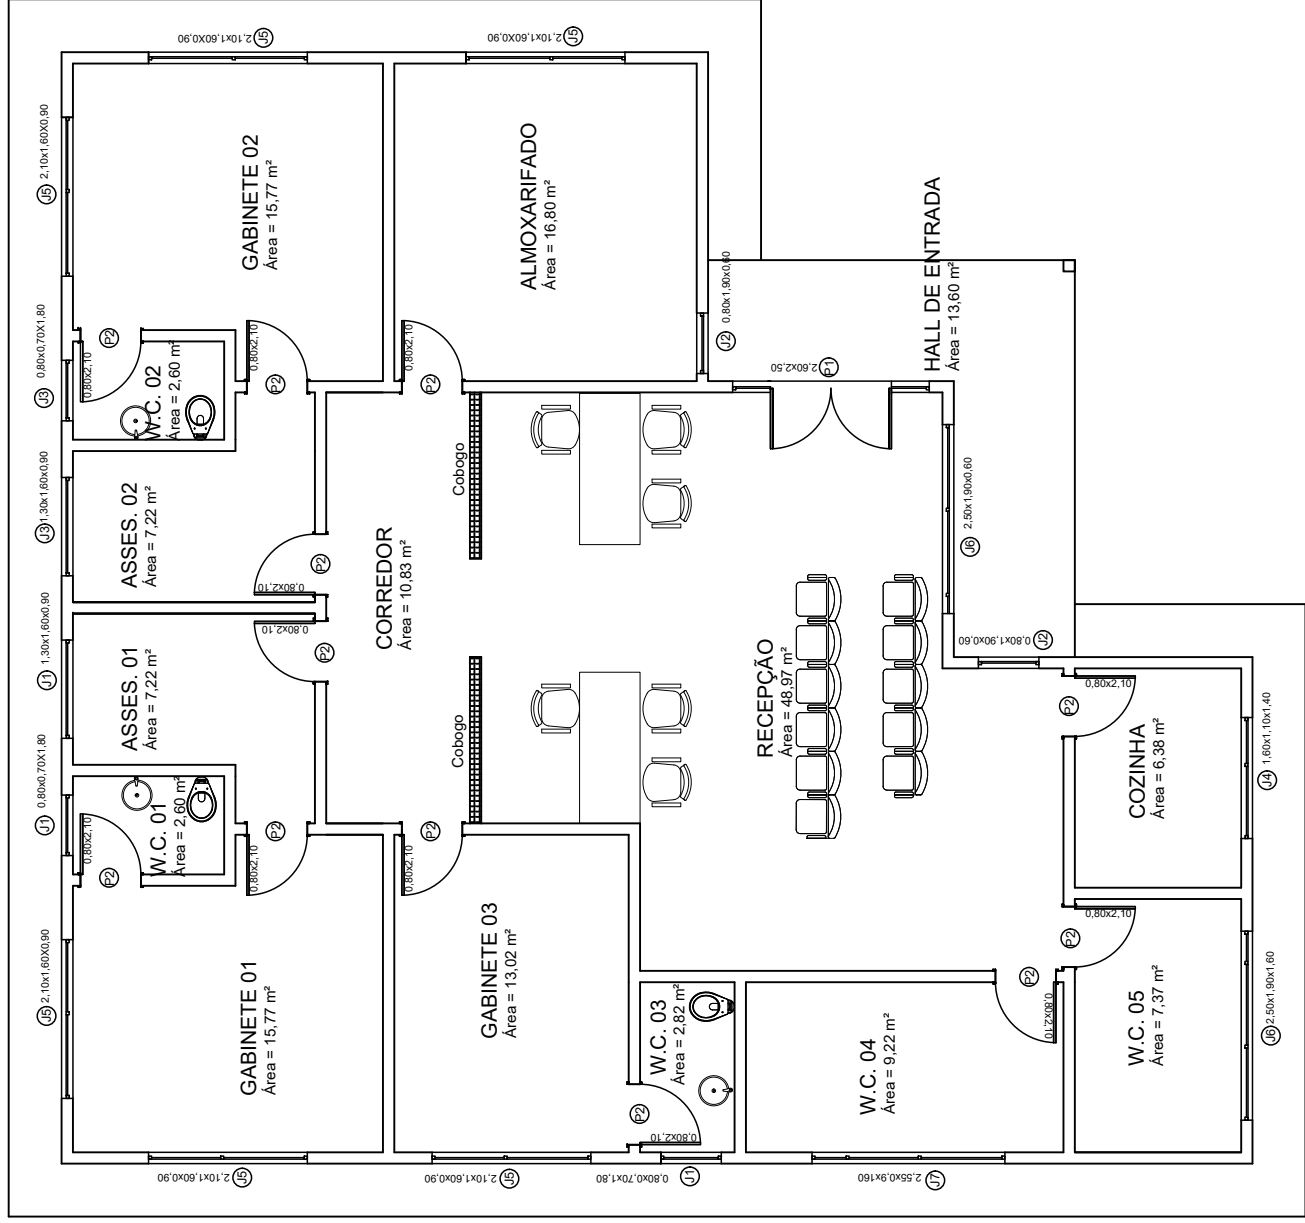 2,10x1,60X0,90
J5
2,10x1,60X0,90
J5
J5
2,10x1,60X0,90
GABINETE 02
Área = 15,77 m²
ALMOXARIFADO
Área = 16,80 m²
HALL DE ENTRADA
Área = 13,60 m²
J2
0,80x1,90x0,60
P1
2,60x2,50
J3
0.80x0,70X1,80
P2
0,80x2,10
W.C. 02
Área = 2,60 m²
P2
0,80x2,10
P2
0,80x2,10
J3
1,30x1,60x0,90
ASSES. 02
Área = 7,22 m²
P2
0,80x2,10
CORREDOR
Área = 10,83 m²
Cobogo
J6
2,50x1,90x0,60
J1
1,30x1,60x0,90
ASSES. 01
Área = 7,22 m²
P2
0,80x2,10
Cobogo
RECEPÇÃO
Área = 48,97 m²
J2
0,80x1,90x0,60
J1
0.80x0,70X1,80
P2
0,80x2,10
W.C. 01
Área = 2,60 m²
P2
0,80x2,10
P2
0,80x2,10
P2
0,80x2,10
COZINHA
Área = 6,38 m²
J4
1,60x1,10x1,40
J5
2,10x1,60X0,90
GABINETE 01
Área = 15,77 m²
GABINETE 03
Área = 13,02 m²
W.C. 03
Área = 2,82 m²
P2
0,80x2,10
W.C. 04
Área = 9,22 m²
P2
0,80x2,10
P2
0,80x2,10
W.C. 05
Área = 7,37 m²
J6
2,50x1,90x1,60
2,10x1,60x0,90
J5
2,10x1,60X0,90
J5
0,80x0,70x1,80
J1
2,55x0,9x160
J7